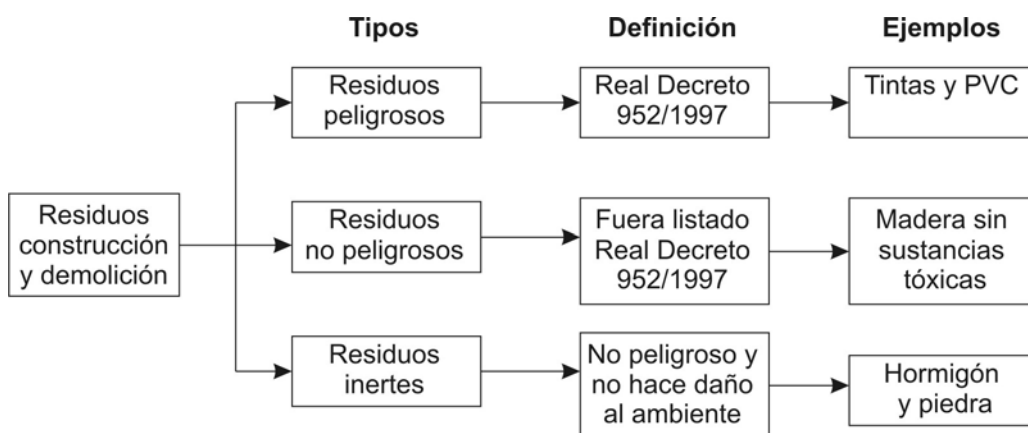 Tipos
Definición
Ejemplos
Residuos
construcción
y demolición
Residuos
peligrosos
Real Decreto
952/1997
Tintas y PVC
Residuos
no peligrosos
Fuera listado
Real Decreto
952/1997
Madera sin
sustancias
tóxicas
Residuos
inertes
No peligroso y
no hace daño
al ambiente
Hormigón
y piedra